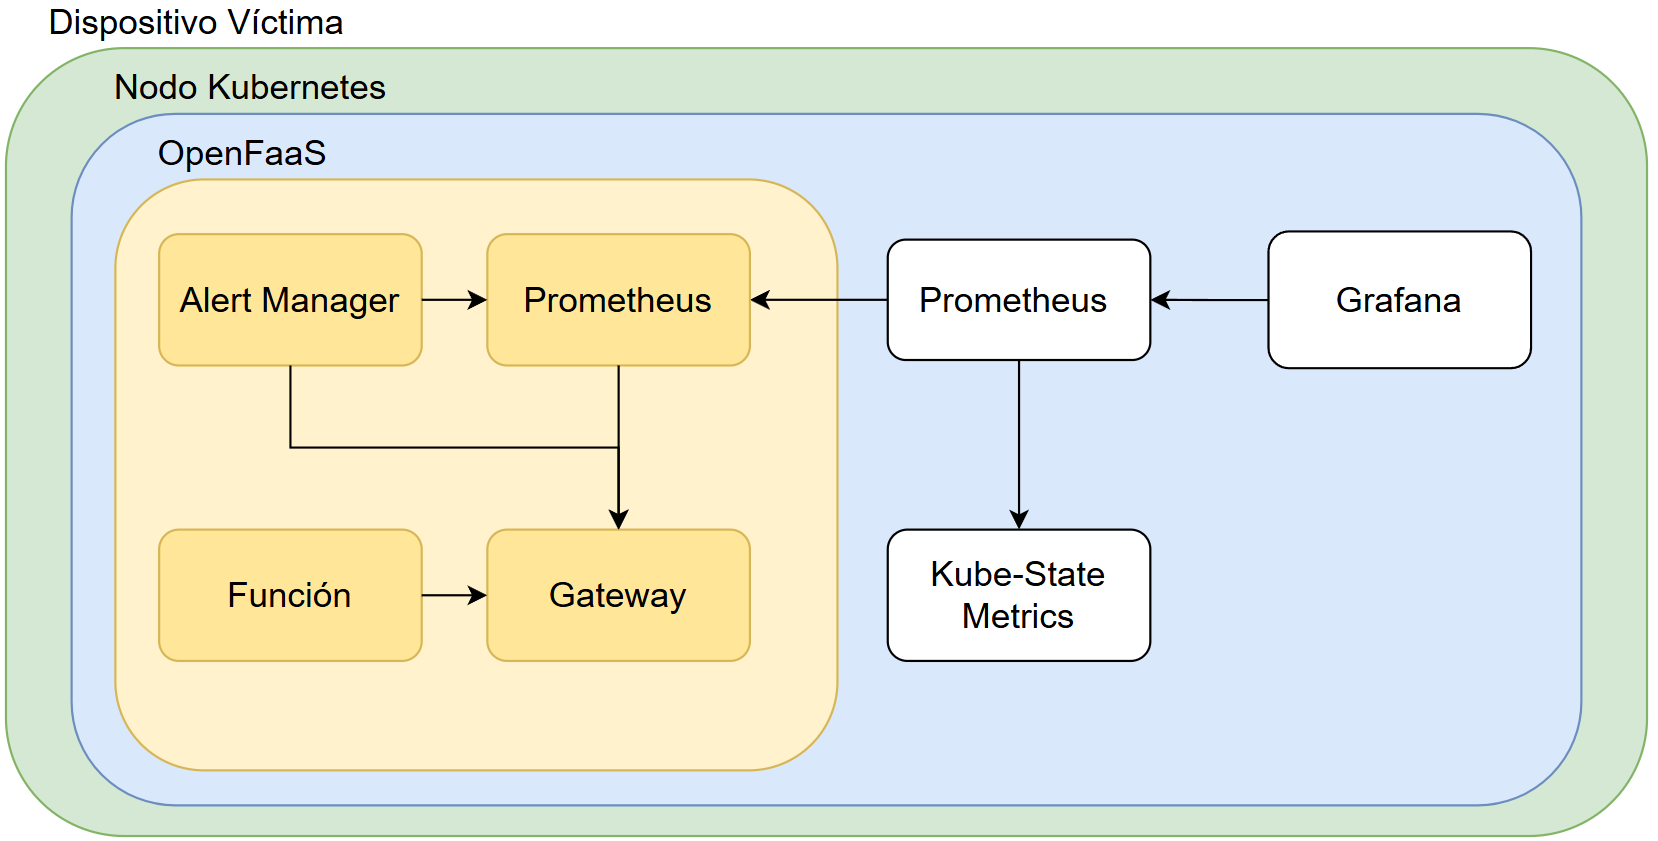 Dispositivo Víctima
Nodo Kubernetes
OpenFaaS
Alert Manager
Prometheus
Prometheus
Grafana
Función
Gateway
Kube-State
Metrics